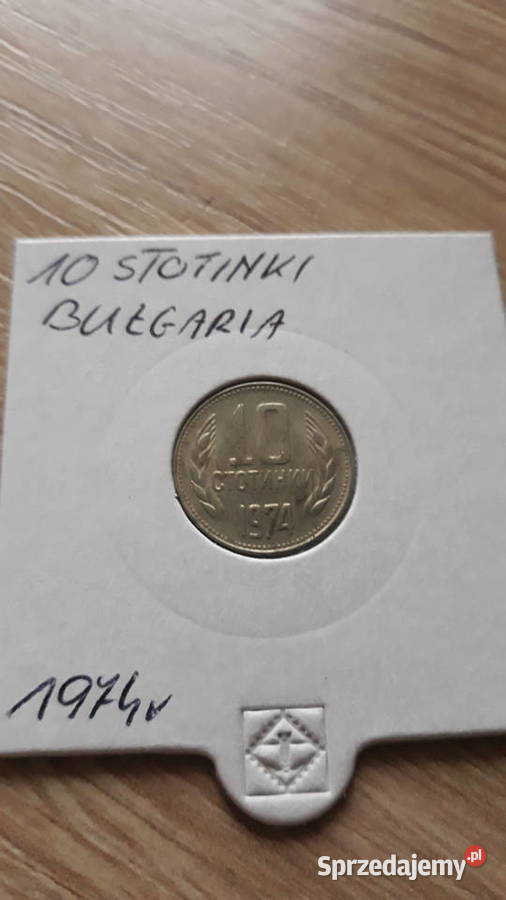 10 STOTINKI
BUŁGARIA
10
СТОТИНКИ
1974
1974r
Sprzedajemy.pl